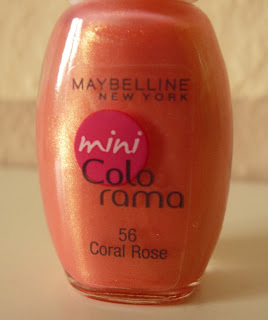 MAYBELLINE
NEW YORK
mini
Colo
rama
56
Coral Rose